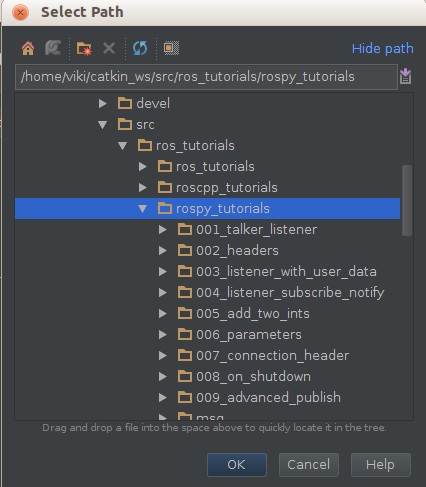 Select Path
Hide path
/home/viki/catkin_ws/src/ros_tutorials/rospy_tutorials
devel
src
ros_tutorials
ros_tutorials
roscpp_tutorials
rospy_tutorials
001_talker_listener
002_headers
003_listener_with_user_data
004_listener_subscribe_notify
005_add_two_ints
006_parameters
007_connection_header
008_on_shutdown
009_advanced_publish
msg
Drag and drop a file into the space above to quickly locate it in the tree.
OK Cancel Help